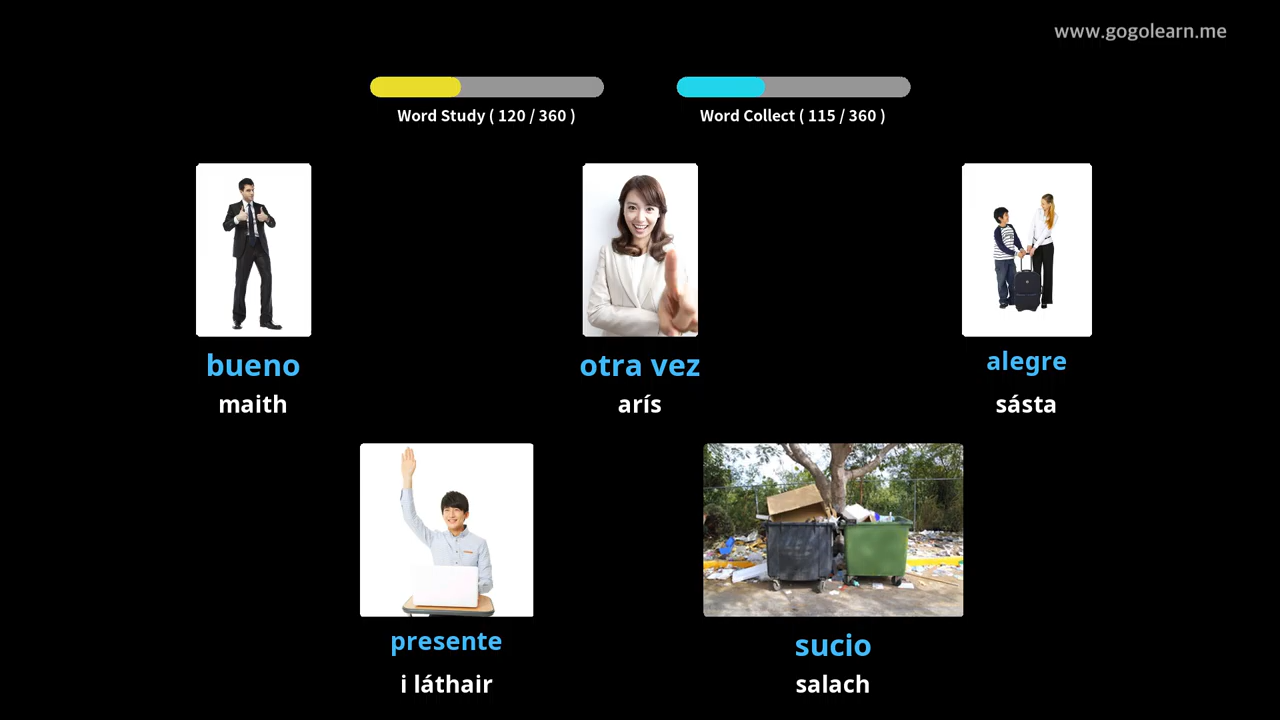 www.gogolearn.me
Word Study ( 120 / 360 )
Word Collect ( 115 / 360 )
bueno
maith
otra vez
arís
alegre
sásta
presente
i láthair
sucio
salach